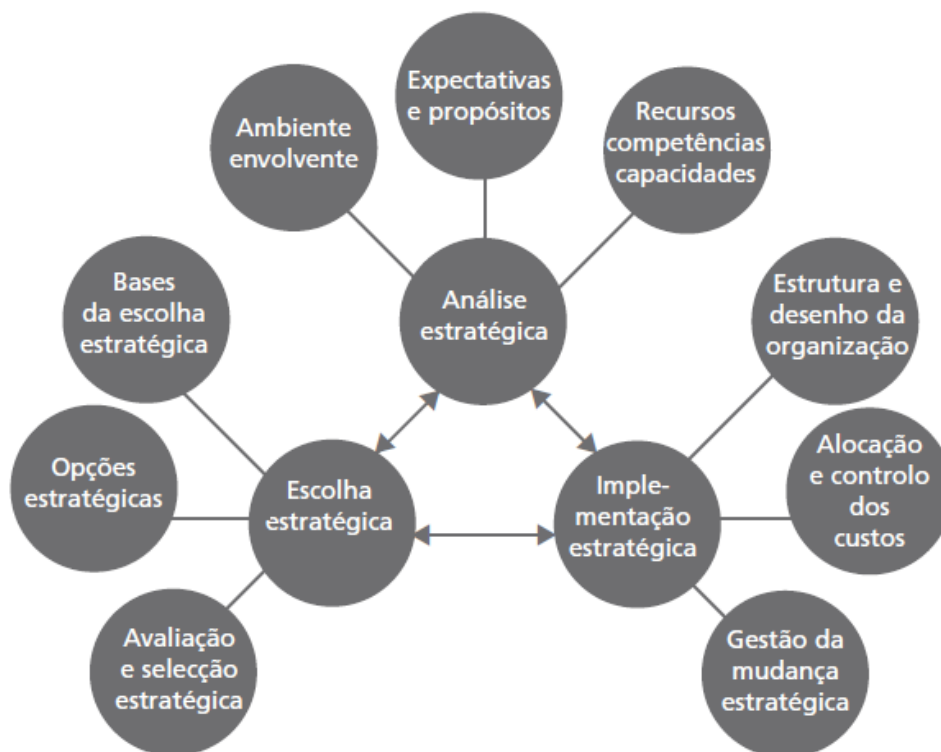 Expectativas
e propósitos
Ambiente
envolvente
Recursos
competências
capacidades
Bases
da escolha
estratégica
Análise
estratégica
Estrutura e
desenho da
organização
Opções
estratégicas
Escolha
estratégica
Imple-
mentação
estratégica
Alocação
e controlo
dos
custos
Avaliação
e selecção
estratégica
Gestão da
mudança
estratégica